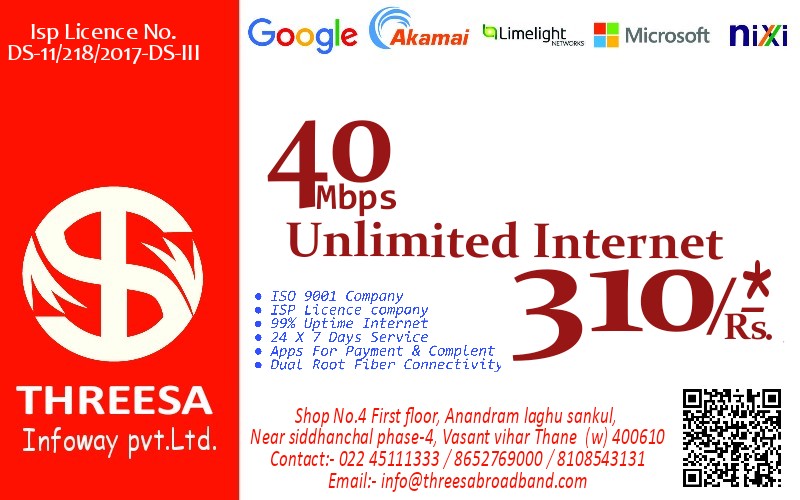 Isp Licence No.
DS-11/218/2017-DS-III
Google
Akamai
Limelight
NETWORKS
Microsoft
nixi
40
Mbps
Unlimited Internet
310/-*
Rs.
• ISO 9001 Company
• ISP Licence company
• 99% Uptime Internet
• 24 X 7 Days Service
• Apps For Payment & Complent
• Dual Root Fiber Connectivity
THREESA
Infoway pvt.Ltd.
Shop No.4 First floor, Anandram laghu sankul,
Near siddhanchal phase-4, Vasant vihar Thane (w) 400610
Contact:- 022 45111333 / 8652769000 / 8108543131
Email:- info@threesabroadband.com